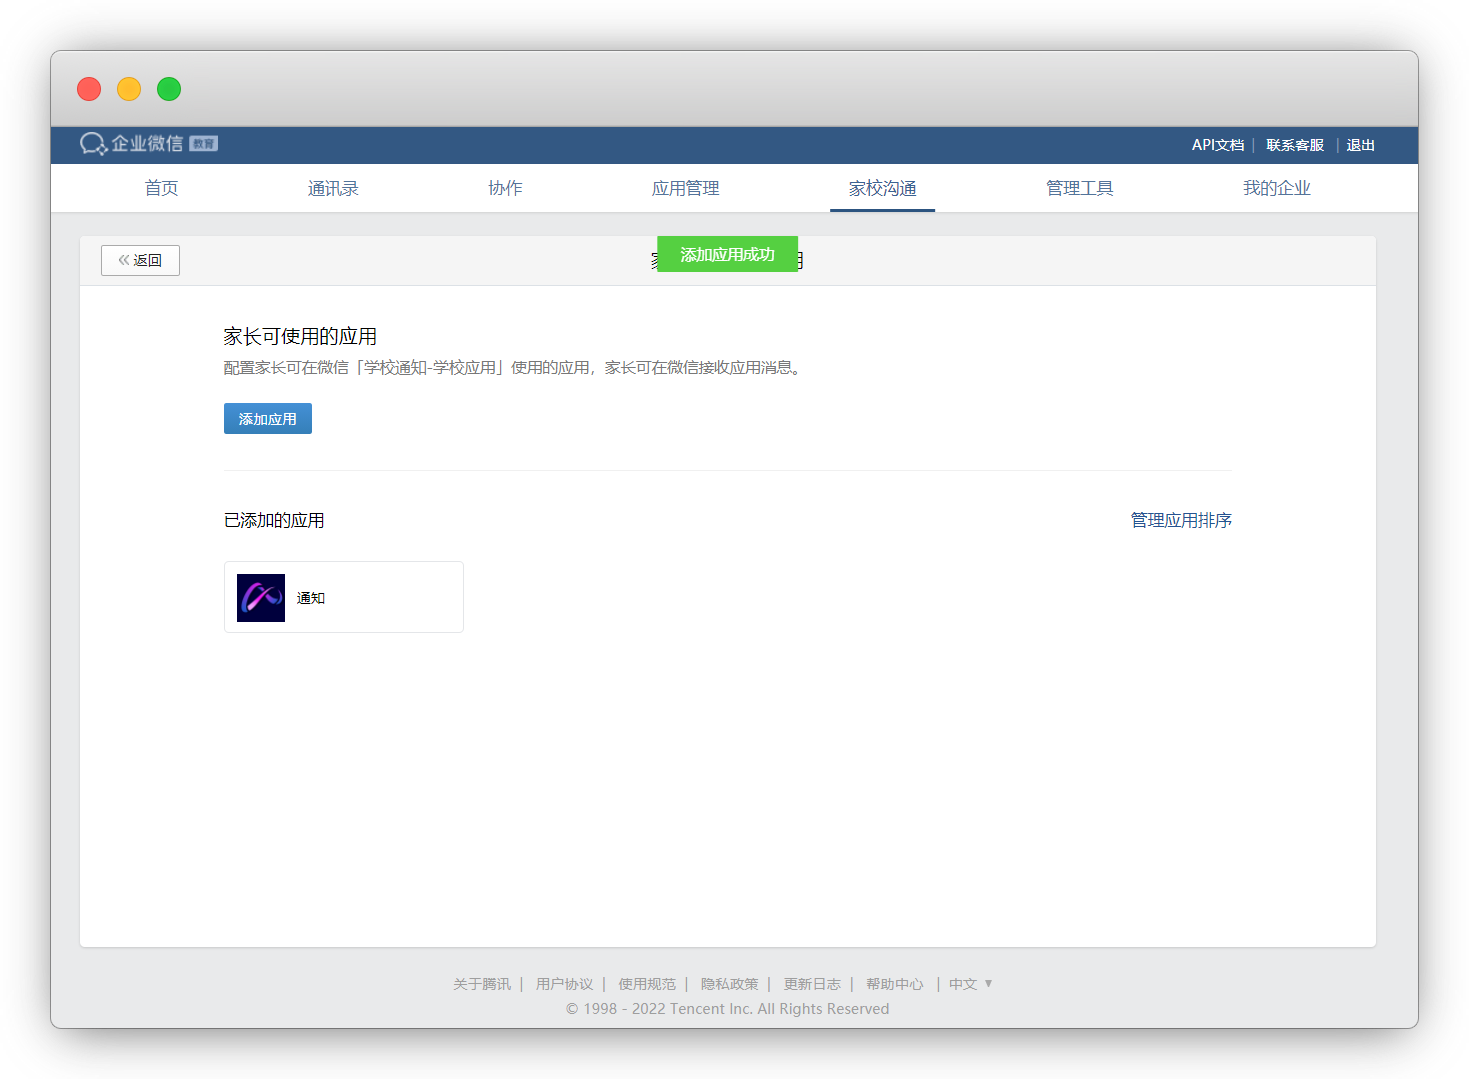 企业微信 教育
API文档 | 联系客服 | 退出
首页 通讯录 协作 应用管理 家校沟通 管理工具 我的企业
«返回
添加应用成功
家长可使用的应用
配置家长可在微信「学校通知-学校应用」使用的应用，家长可在微信接收应用消息。
添加应用
已添加的应用 管理应用排序
通知
关于腾讯 | 用户协议 | 使用规范 | 隐私政策 | 更新日志 | 帮助中心 | 中文 ▼
© 1998 - 2022 Tencent Inc. All Rights Reserved